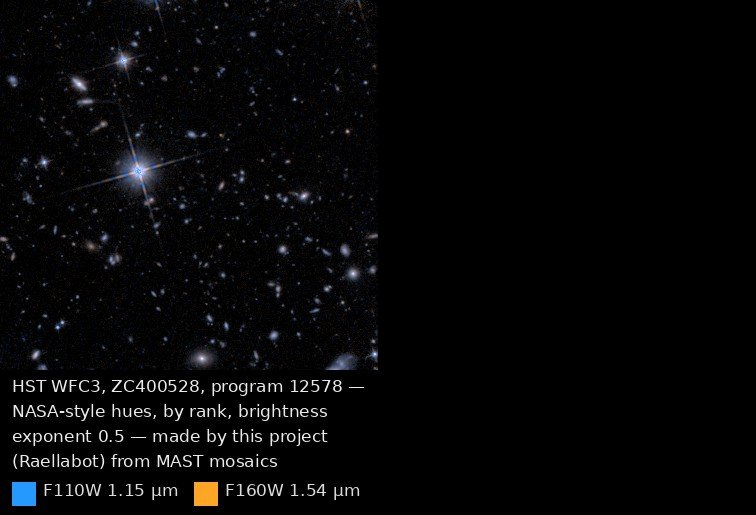 HST WFC3, ZC400528, program 12578 —
NASA-style hues, by rank, brightness
exponent 0.5 — made by this project
(Raellabot) from MAST mosaics
F110W 1.15 µm F160W 1.54 µm